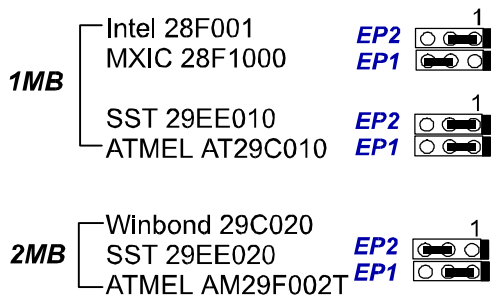 1MB
Intel 28F001
MXIC 28F1000
EP2 1
EP1
SST 29EE010
ATMEL AT29C010
EP2 1
EP1
2MB
Winbond 29C020
SST 29EE020
ATMEL AM29F002T
EP2 1
EP1